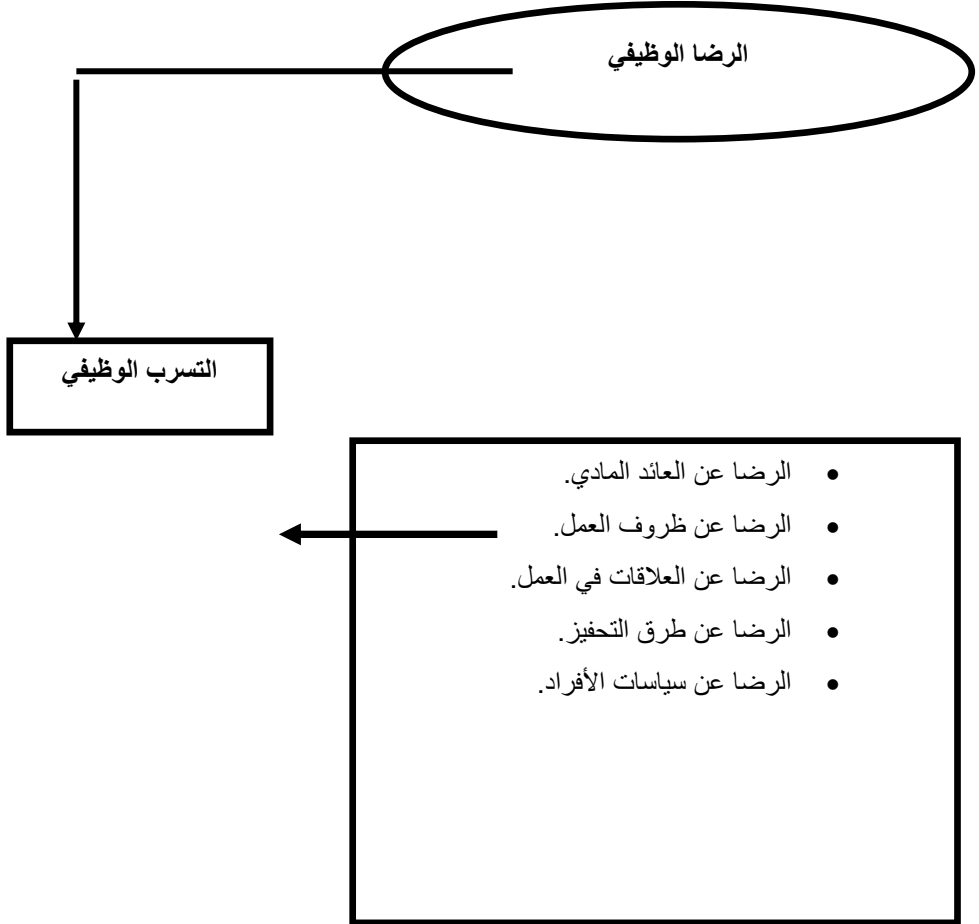 الرضا الوظيفي
التسرب الوظيفي
• الرضا عن العائد المادي.
• الرضا عن ظروف العمل.
• الرضا عن العلاقات في العمل.
• الرضا عن طرق التحفيز.
• الرضا عن سياسات الأفراد.